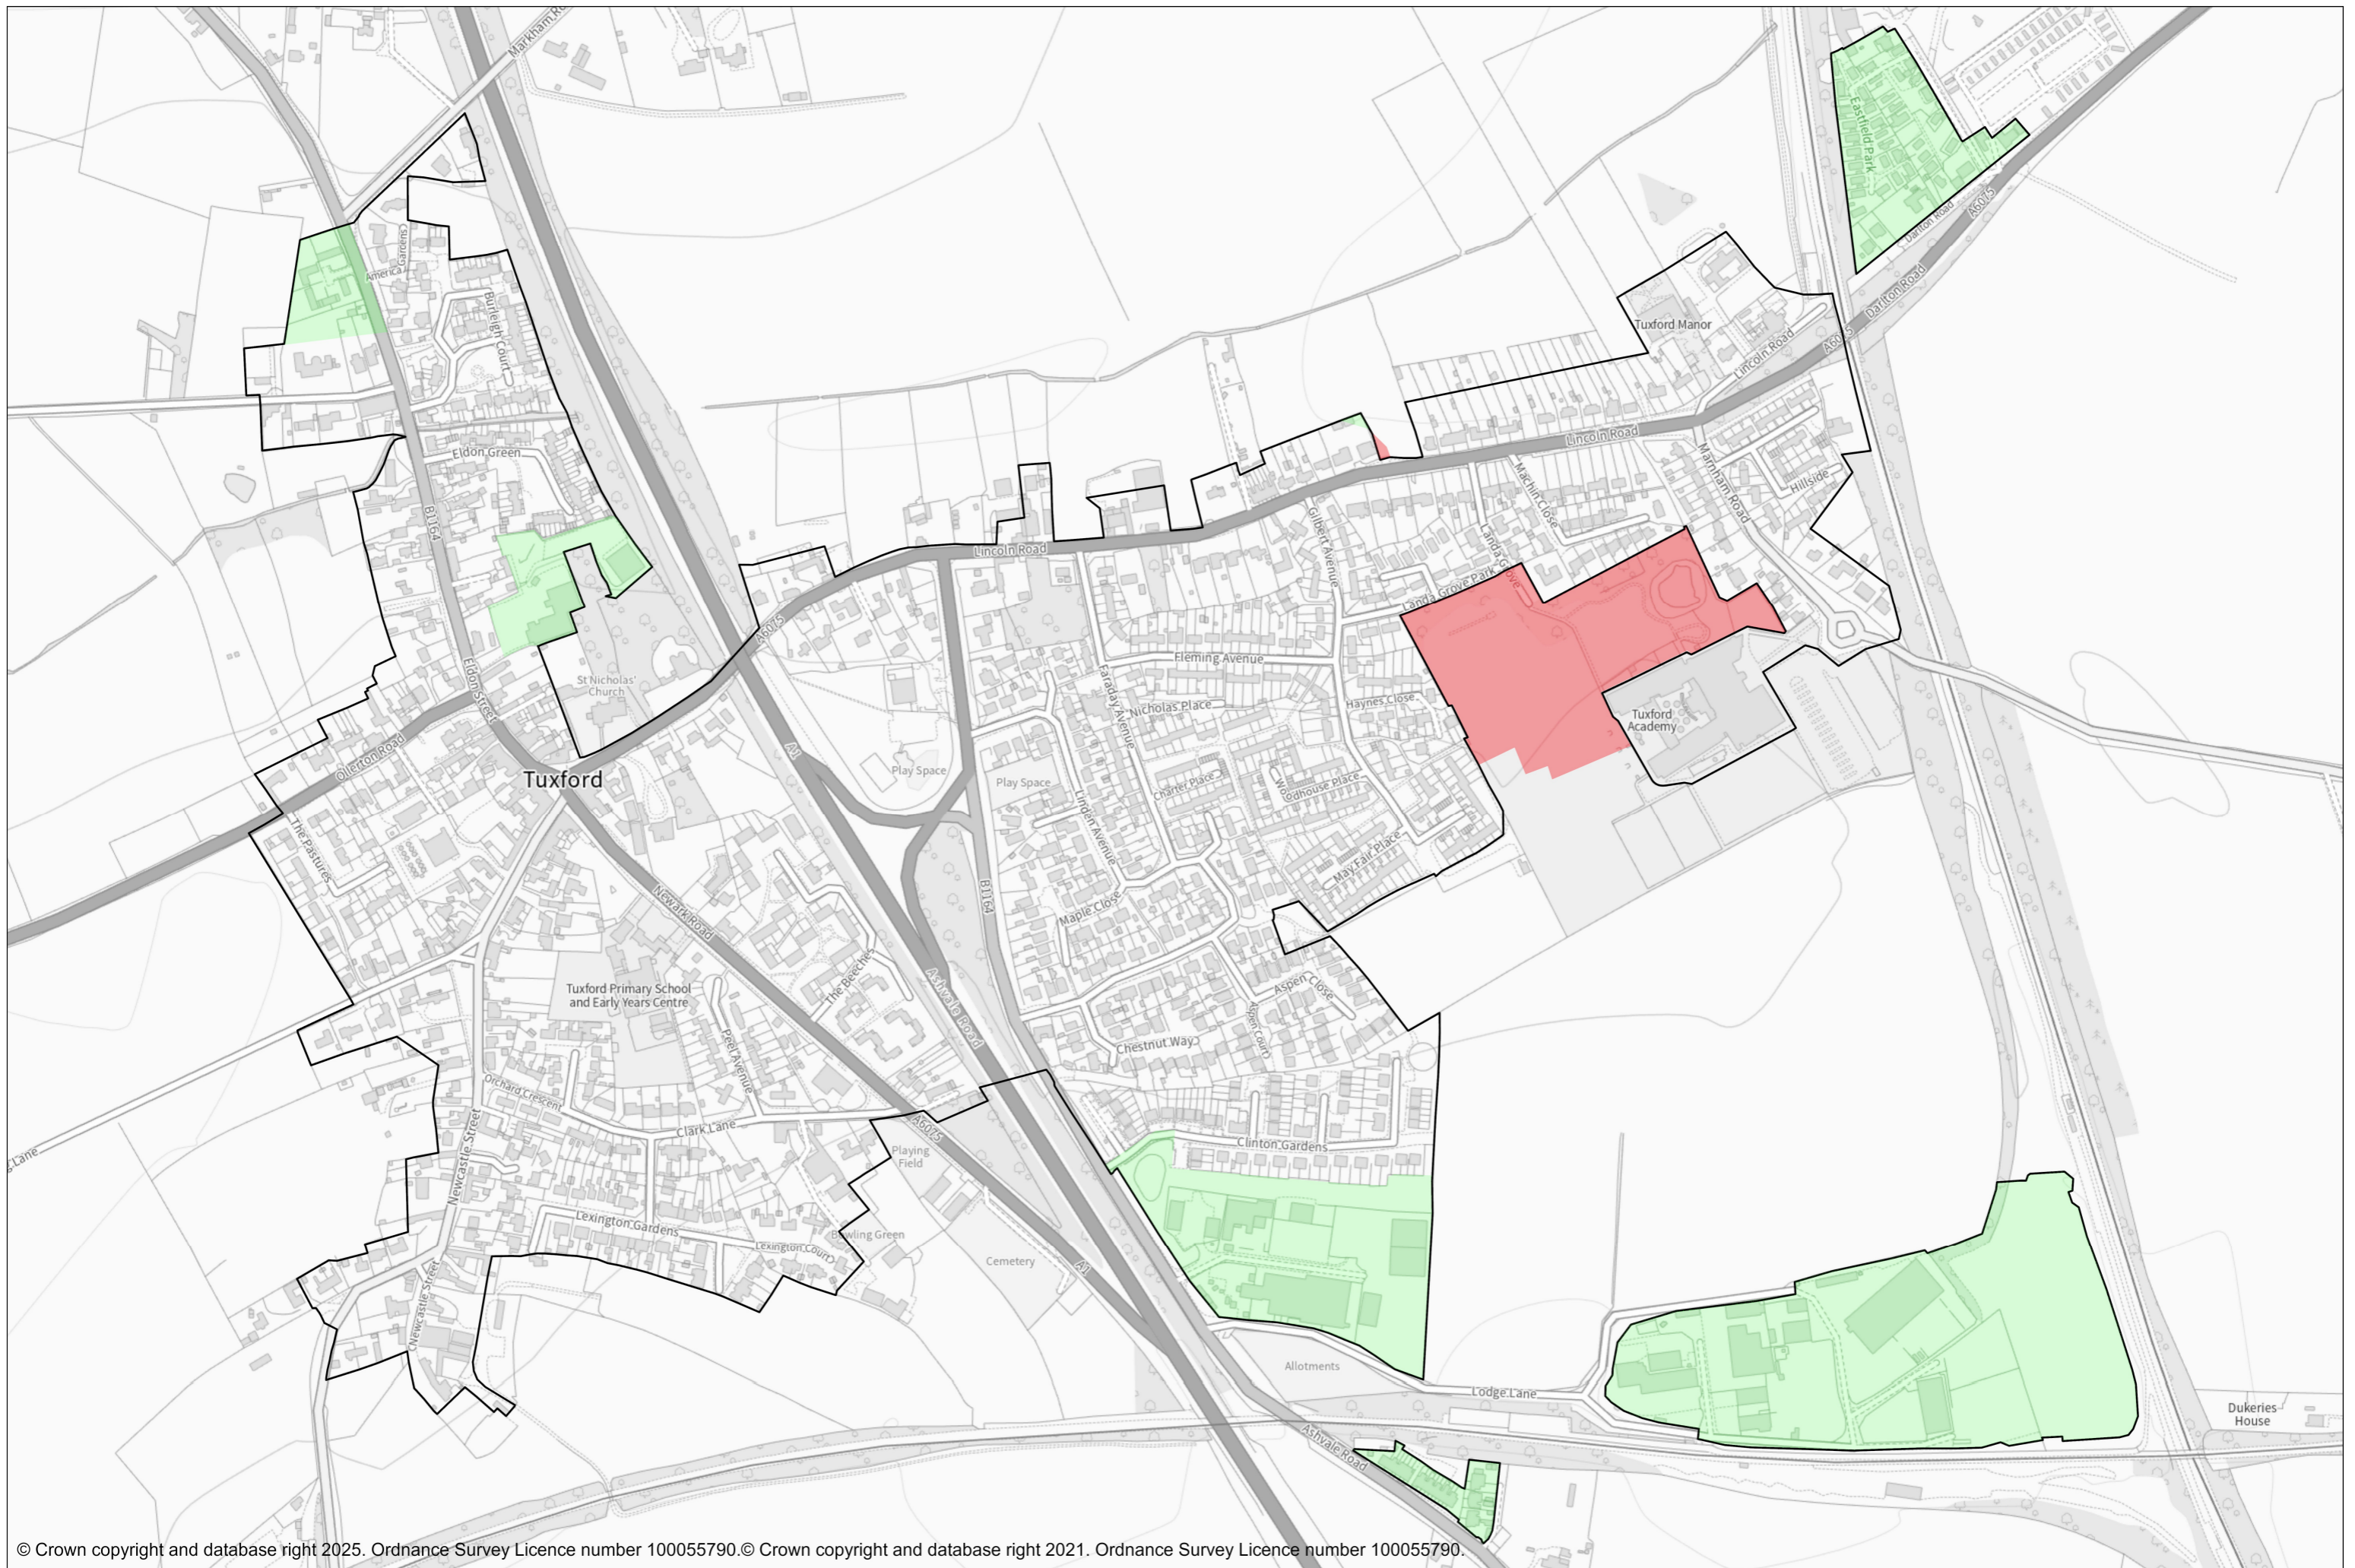 Markham Ro
Eastfield Park
A6075
Darlton Road
Darlton Road
America Gardens
Burleigh Court
Tuxford Manor
Lincoln Road
A60
5
Lincoln Road
Eldon Green
B1164
Marnham Road
Hillside
Machin Close
Landa Grove
Gilbert Avenue
Lincoln Road
Landa Grove Park
A6075
Fleming Avenue
Faraday Avenue
Eldon Street
St Nicholas'
Church
Nicholas Place
Haynes Close
Tuxford
Academy
Ollerton Road
Tuxford
A1
Play Space
Play Space
Charter Place
Woodhouse Place
Linden Avenue
The Pastures
May Fair Place
B1164
Newark Road
Maple Close
The Beeches
Ashvale Road
Tuxford Primary School
and Early Years Centre
Aspen Close
Aspen Court
Chestnut Way
Peel Avenue
Orchard Crescent
Clark Lane
A6075
Clinton Gardens
Playing
Field
Lane
Newcastle Street
Lexington Gardens
Lexington Court
Bowling Green
Cemetery
A1
Newcastle Street
Allotments
Lodge Lane
Dukeries
House
Ashvale Road
© Crown copyright and database right 2025. Ordnance Survey Licence number 100055790.© Crown copyright and database right 2021. Ordnance Survey Licence number 100055790.